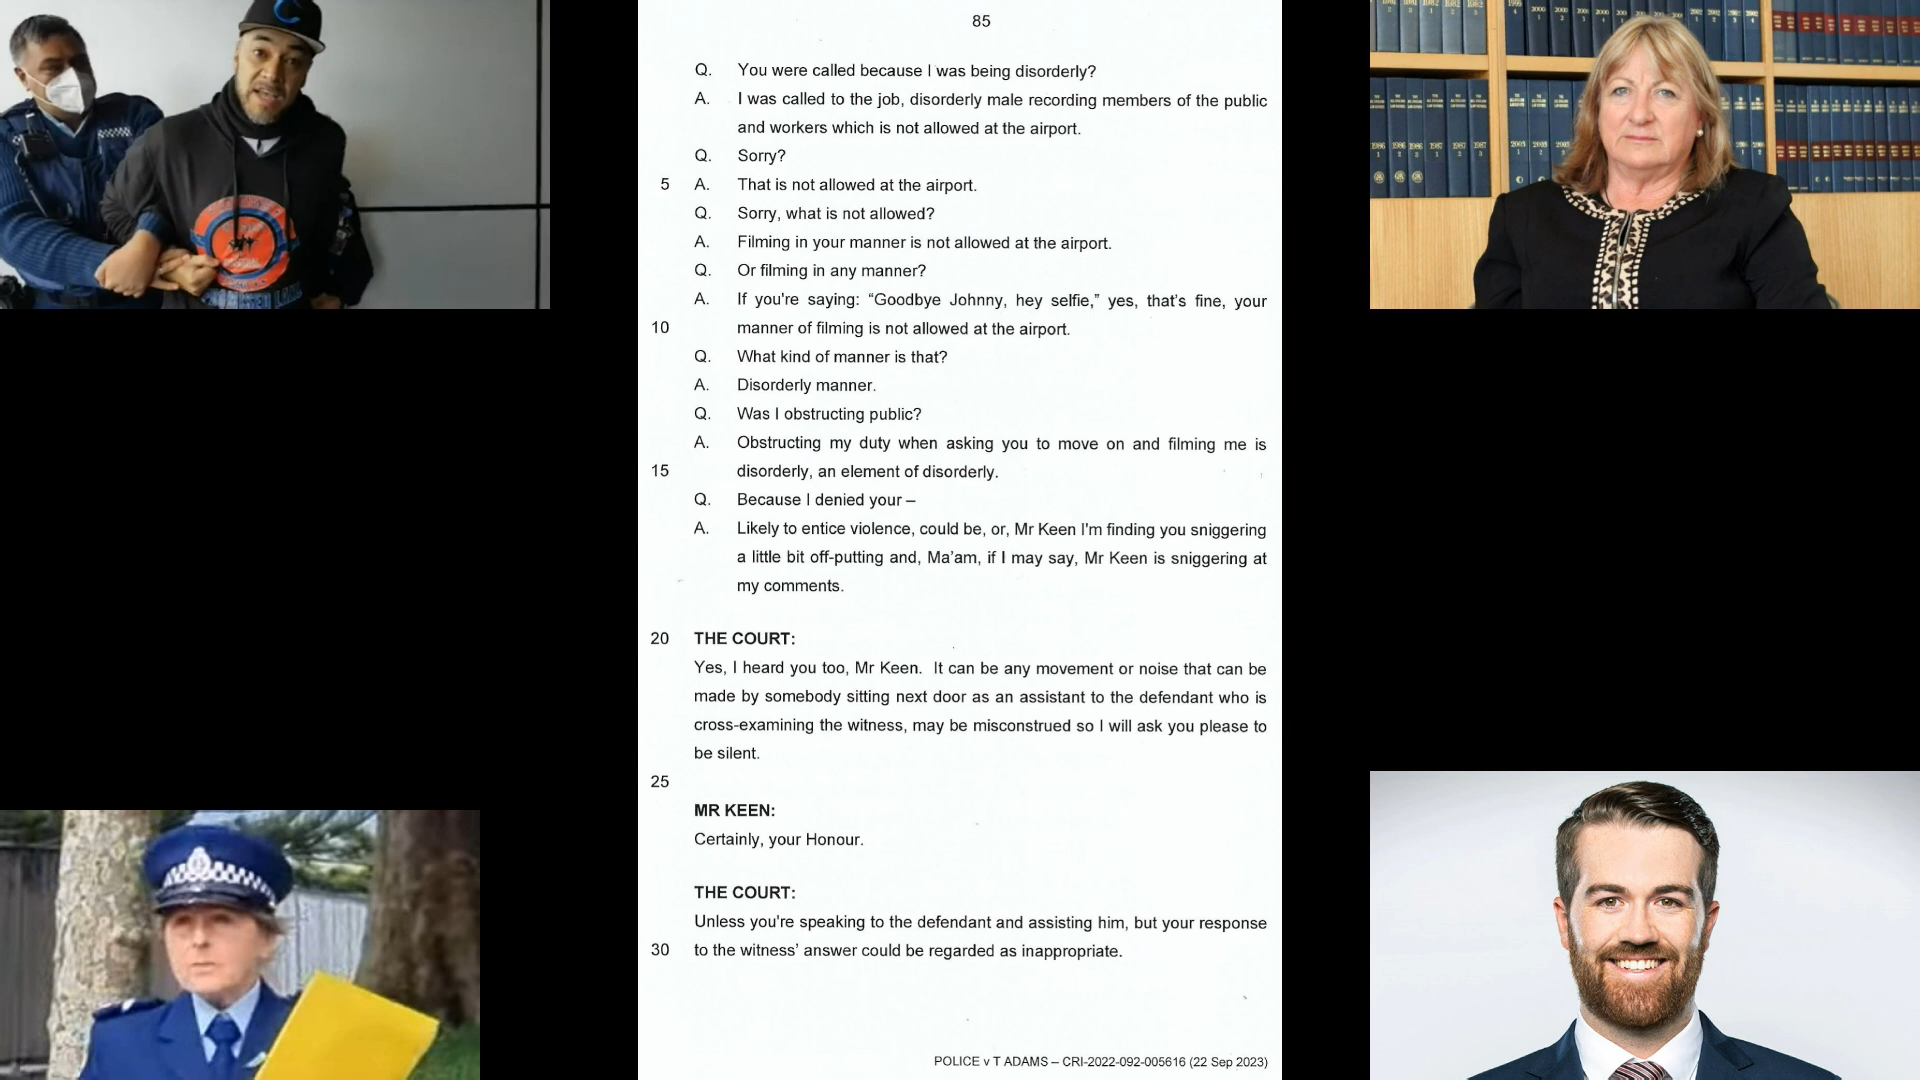 85
Q. You were called because I was being disorderly?
A. I was called to the job, disorderly male recording members of the public
and workers which is not allowed at the airport.
Q. Sorry?
5 A. That is not allowed at the airport.
Q. Sorry, what is not allowed?
A. Filming in your manner is not allowed at the airport.
Q. Or filming in any manner?
A. If you're saying: “Goodbye Johnny, hey selfie,” yes, that’s fine, your
10 manner of filming is not allowed at the airport.
Q. What kind of manner is that?
A. Disorderly manner.
Q. Was I obstructing public?
A. Obstructing my duty when asking you to move on and filming me is
15 disorderly, an element of disorderly.
Q. Because I denied your –
A. Likely to entice violence, could be, or, Mr Keen I'm finding you sniggering
a little bit off-putting and, Ma’am, if I may say, Mr Keen is sniggering at
my comments.
20 THE COURT:
Yes, I heard you too, Mr Keen. It can be any movement or noise that can be
made by somebody sitting next door as an assistant to the defendant who is
cross-examining the witness, may be misconstrued so I will ask you please to
be silent.
25
MR KEEN:
Certainly, your Honour.
THE COURT:
Unless you're speaking to the defendant and assisting him, but your response
30 to the witness’ answer could be regarded as inappropriate.
POLICE v T ADAMS – CRI-2022-092-005616 (22 Sep 2023)